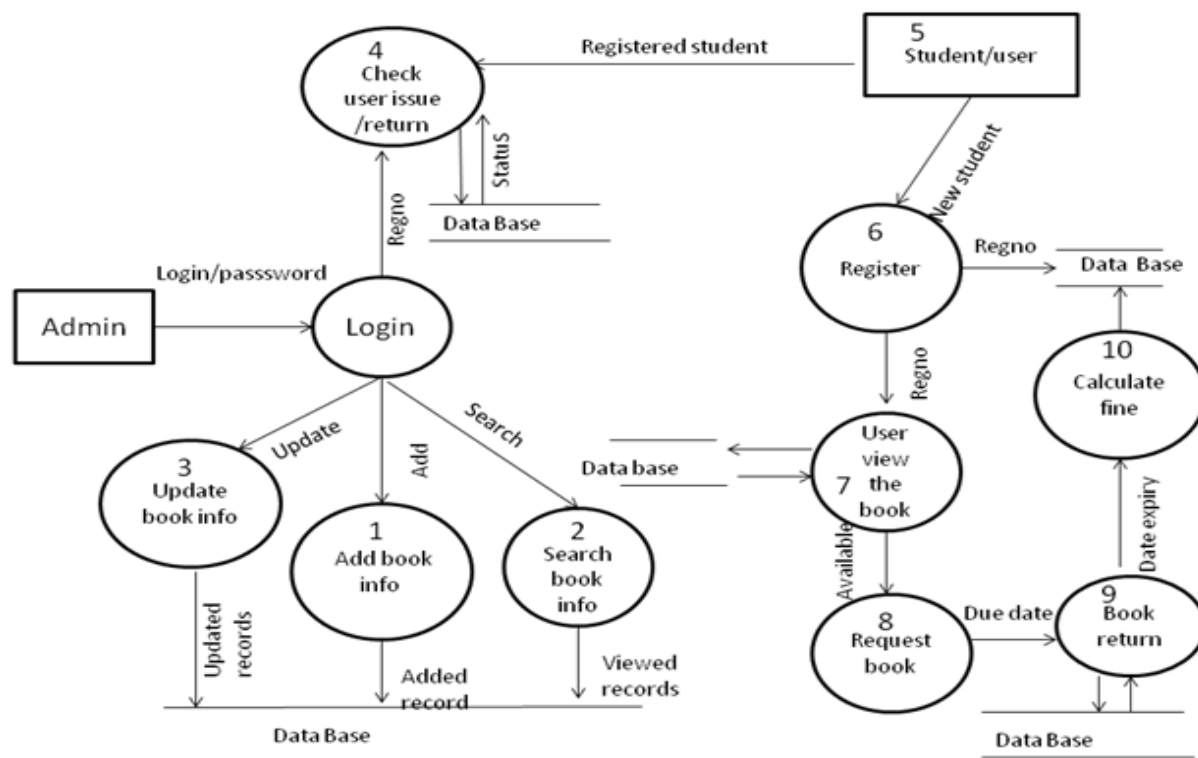 4
Check
user issue
/return
Registered student
5
Student/user
Status
Data Base
Regno
New student
6
Register
Regno
Data Base
Login/passsword
Admin
Login
10
Calculate
fine
Regno
Update
Add
Search
User
view
the
book
7
Data base
3
Update
book info
1
Add book
info
2
Search
book
info
Available
Date expiry
8
Request
book
Due date
9
Book
return
Updated
records
Added
record
Viewed
records
Data Base
Data Base